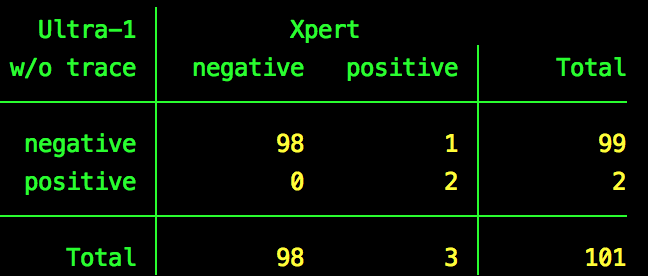 Ultra-1 Xpert
w/o trace negative positive Total
negative 98 1 99
positive 0 2 2
Total 98 3 101